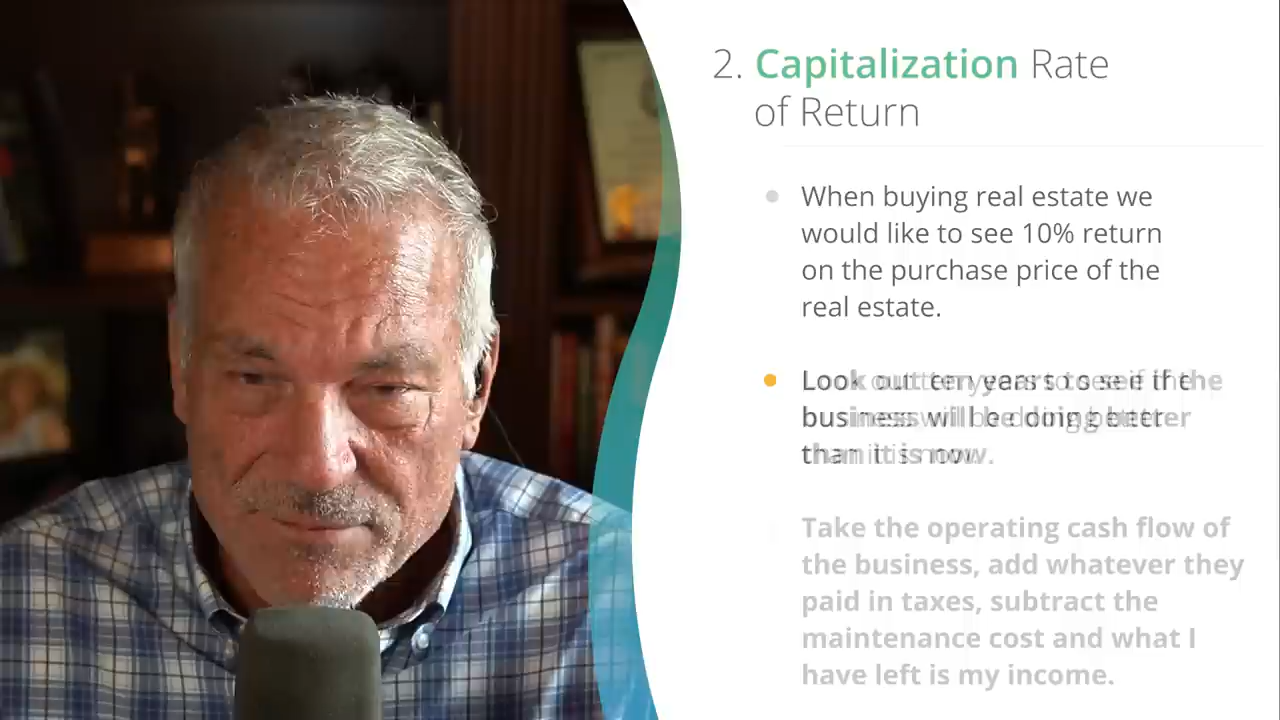 2. Capitalization Rate
of Return
When buying real estate we
would like to see 10% return
on the purchase price of the
real estate.
Look out ten years to see if the
business will be doing better
than it is now.
Take the operating cash flow of
the business, add whatever they
paid in taxes, subtract the
maintenance cost and what I
have left is my income.